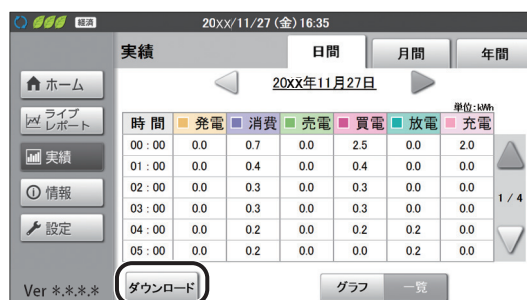 経済 20XX/11/27 (金) 16:35
実績 日間 月間 年間
20XX年11月27日
単位:kWh
時間 発電 消費 売電 買電 放電 充電
00:00 0.0 0.7 0.0 2.5 0.0 2.0
01:00 0.0 0.4 0.0 0.4 0.0 0.0
02:00 0.0 0.3 0.0 0.3 0.0 0.0
03:00 0.0 0.3 0.0 0.3 0.0 0.0
04:00 0.0 0.2 0.0 0.2 0.2 0.0
05:00 0.0 0.2 0.0 0.0 0.2 0.0
1/4
ホーム
ライブ
レポート
実績
情報
設定
Ver *.*.*.*
ダウンロード グラフ 一覧